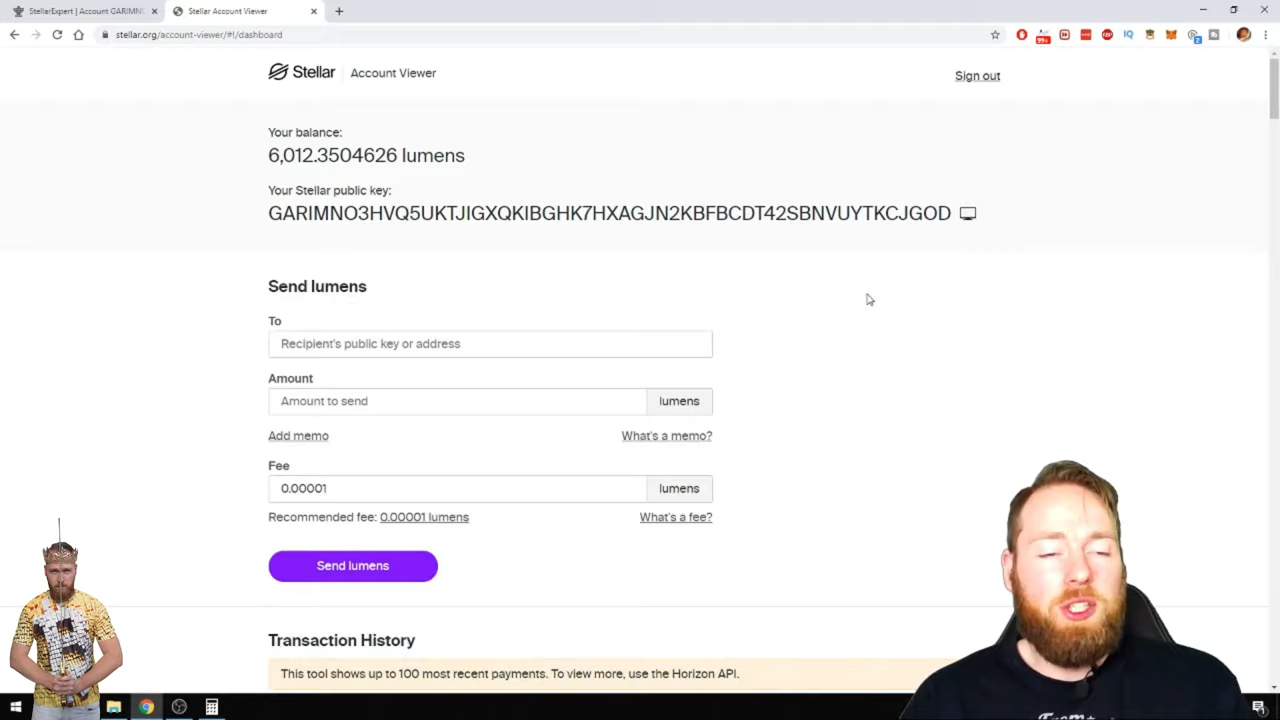 StellarExpert | Account GARIMN
Stellar Account Viewer
stellar.org/account-viewer/#!/dashboard
99+
IQ
2
Stellar
Account Viewer
Sign out
Your balance:
6,012.3504626 lumens
Your Stellar public key:
GARIMNO3HVQ5UKTJIGXQKIBGHK7HXAGJN2KBFBCDT42SBNVUYTKCJGOD
Send lumens
To
Recipient's public key or address
Amount
Amount to send lumens
Add memo What's a memo?
Fee
0.00001 lumens
Recommended fee: 0.00001 lumens What's a fee?
Send lumens
Transaction History
This tool shows up to 100 most recent payments. To view more, use the Horizon API.